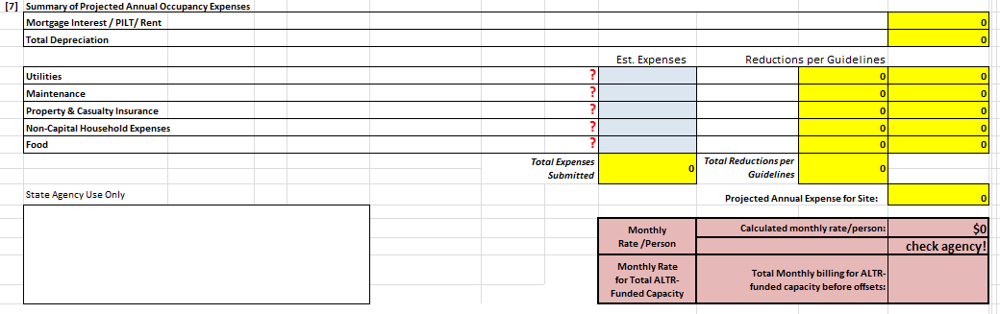 [7] Summary of Projected Annual Occupancy Expenses
Mortgage Interest / PILT/ Rent 0
Total Depreciation 0
Est. Expenses Reductions per Guidelines
Utilities ? 0 0
Maintenance ? 0 0
Property & Casualty Insurance ? 0 0
Non-Capital Household Expenses ? 0 0
Food ? 0 0
Total Expenses
Submitted
0
Total Reductions per
Guidelines
0
State Agency Use Only
Projected Annual Expense for Site: 0
Monthly
Rate /Person
Calculated monthly rate/person: $0
check agency!
Monthly Rate
for Total ALTR-
Funded Capacity
Total Monthly billing for ALTR-
funded capacity before offsets: